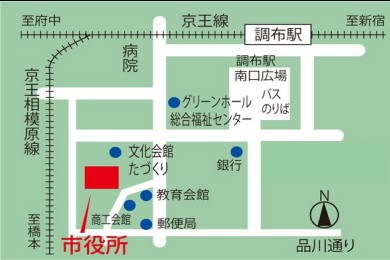 至府中
京王線
至新宿
調布駅
病院
調布駅
南口広場
バス
のりば
グリーンホール
総合福祉センター
京王相模原線
文化会館
たづくり
銀行
教育会館
商工会館
郵便局
市役所
至橋本
N
品川通り